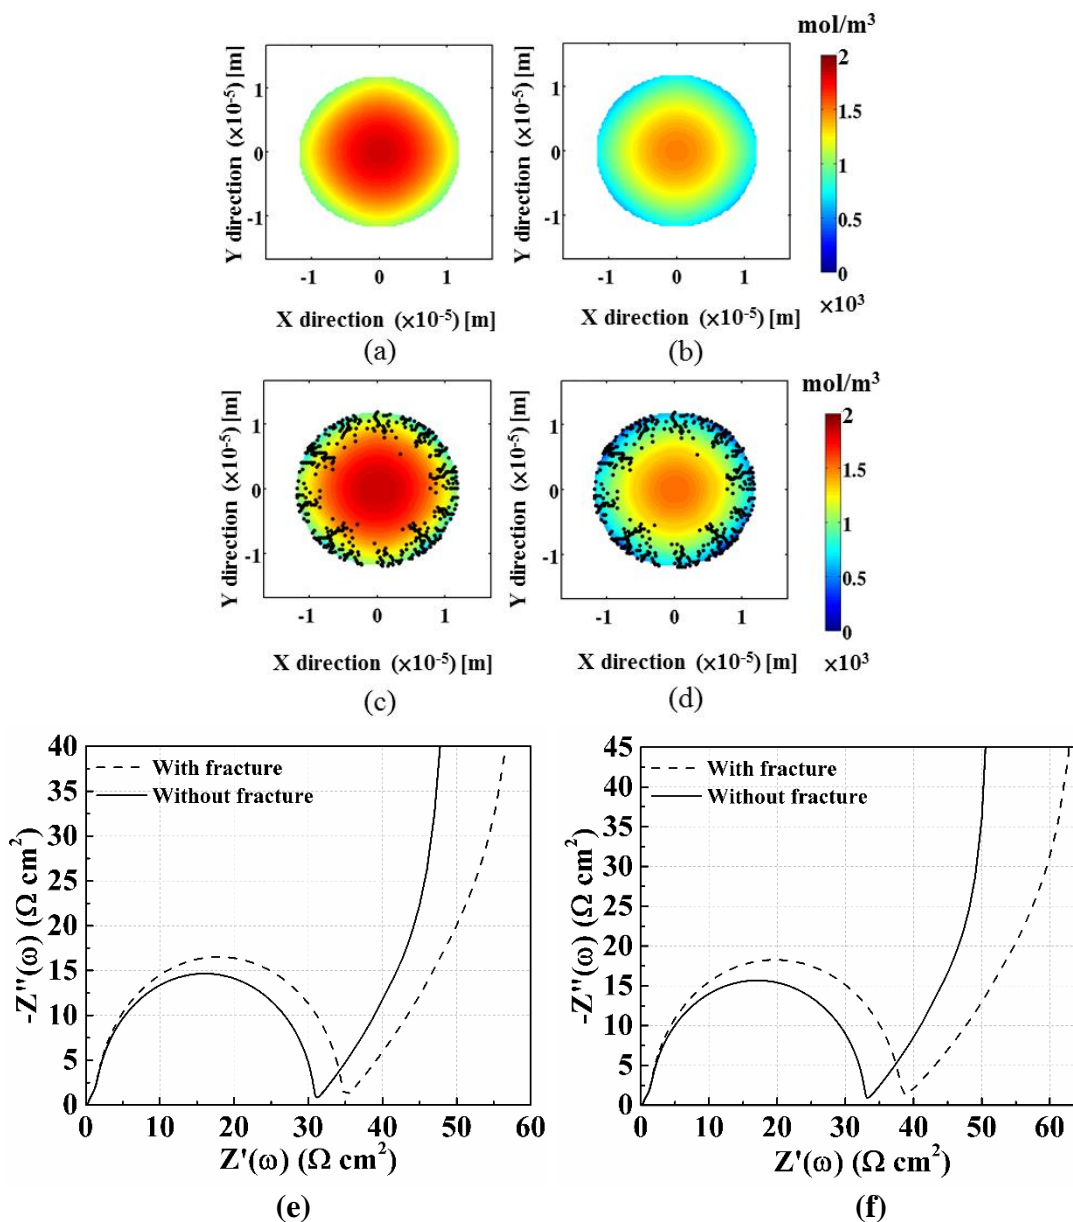 mol/m³
Y direction (×10⁻⁵) [m]
1
0
-1
-1 0 1
X direction (×10⁻⁵) [m]
(a)
Y direction (×10⁻⁵) [m]
1
0
-1
-1 0 1
X direction (×10⁻⁵) [m]
(b)
2
1.5
1
0.5
0
×10³
mol/m³
Y direction (×10⁻⁵) [m]
1
0
-1
-1 0 1
X direction (×10⁻⁵) [m]
(c)
Y direction (×10⁻⁵) [m]
1
0
-1
-1 0 1
X direction (×10⁻⁵) [m]
(d)
2
1.5
1
0.5
0
×10³
-Z''(ω) (Ω cm²)
40
35
30
25
20
15
10
5
0
With fracture
Without fracture
0 10 20 30 40 50 60
Z'(ω) (Ω cm²)
(e)
-Z''(ω) (Ω cm²)
45
40
35
30
25
20
15
10
5
0
With fracture
Without fracture
0 10 20 30 40 50 60
Z'(ω) (Ω cm²)
(f)